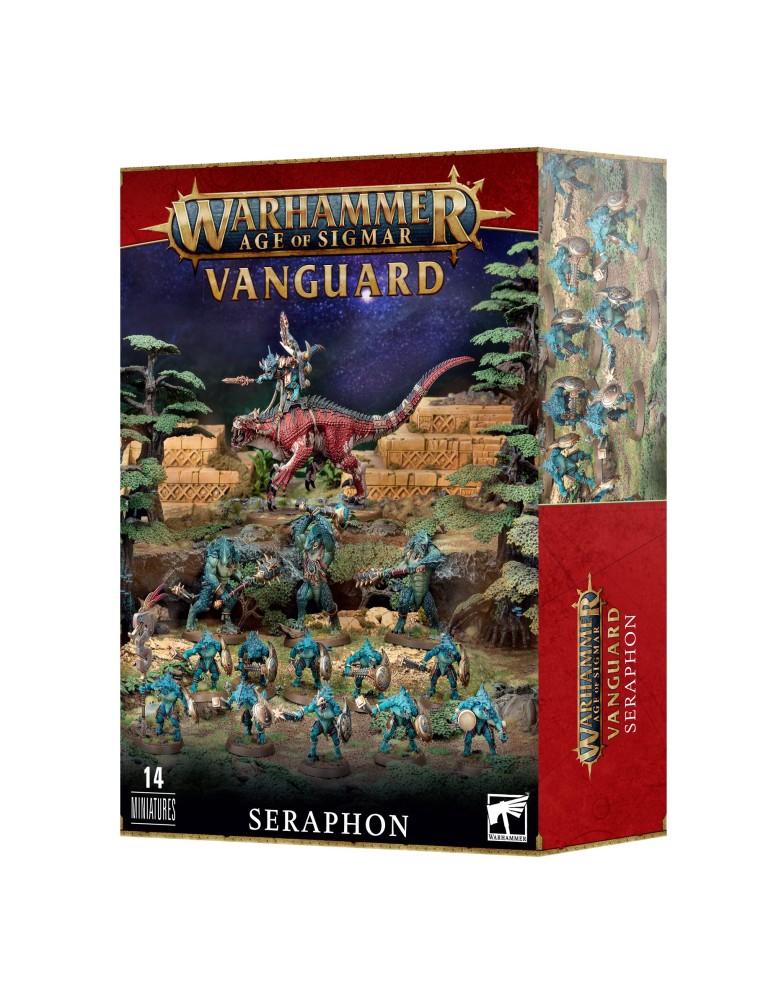 WARHAMMER
AGE OF SIGMAR
VANGUARD
14
MINIATURES
SERAPHON
WARHAMMER
WARHAMMER
AGE OF SIGMAR
VANGUARD
SERAPHON